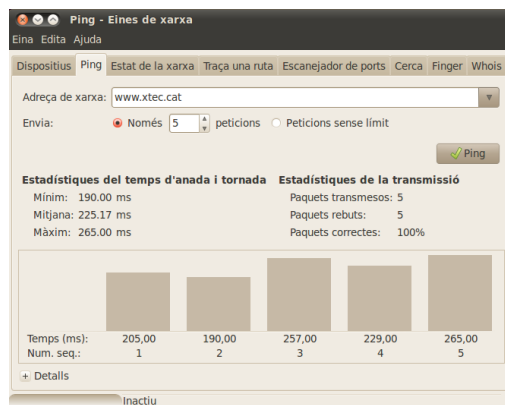 Ping - Eines de xarxa
Eina Edita Ajuda
Dispositius Ping Estat de la xarxa Traça una ruta Escanejador de ports Cerca Finger Whois
Adreça de xarxa: www.xtec.cat
Envia: Només 5 peticions Peticions sense límit
Ping
Estadístiques del temps d'anada i tornada Estadístiques de la transmissió
Mínim: 190.00 ms Paquets transmesos: 5
Mitjana: 225.17 ms Paquets rebuts: 5
Màxim: 265.00 ms Paquets correctes: 100%
Temps (ms): 205,00 190,00 257,00 229,00 265,00
Num. seq.: 1 2 3 4 5
+ Detalls
Inactiu